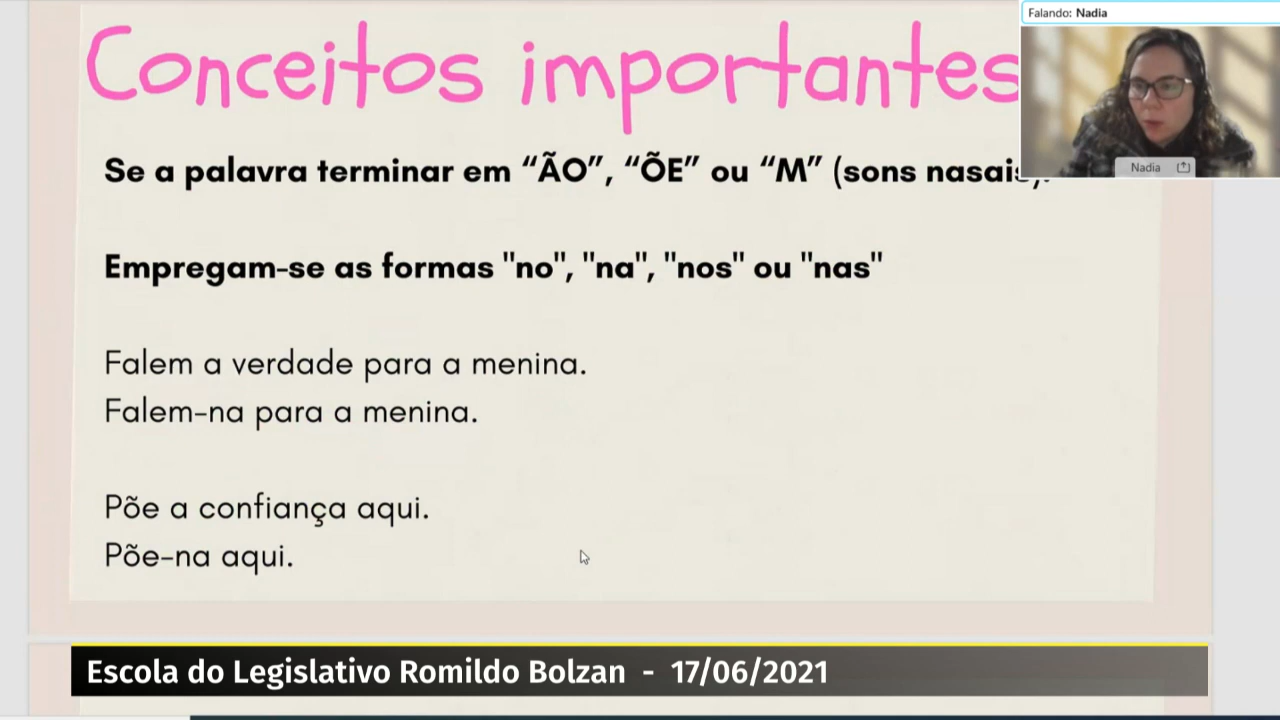 Conceitos importantes
Falando: Nadia
Nadia
Se a palavra terminar em “ÃO”, “ÕE” ou “M” (sons nasais):
Empregam-se as formas "no", "na", "nos" ou "nas"
Falem a verdade para a menina.
Falem-na para a menina.
Põe a confiança aqui.
Põe-na aqui.
Escola do Legislativo Romildo Bolzan - 17/06/2021